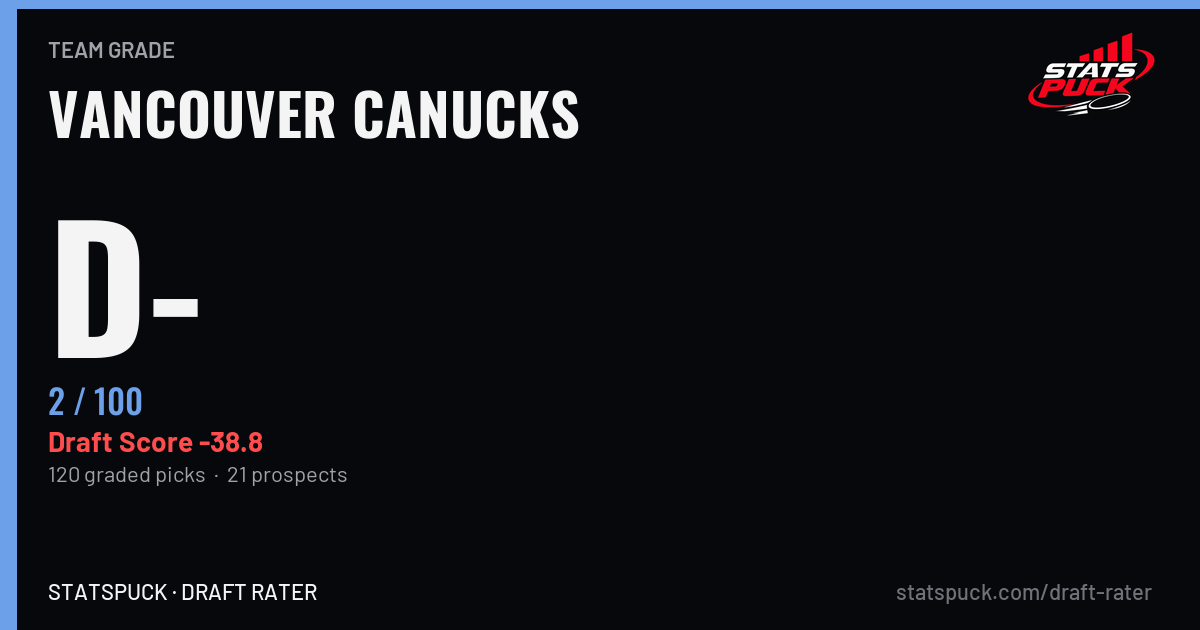 TEAM GRADE
STATS
PUCK
VANCOUVER CANUCKS
D-
2 / 100
Draft Score -38.8
120 graded picks · 21 prospects
STATSPUCK · DRAFT RATER
statspuck.com/draft-rater